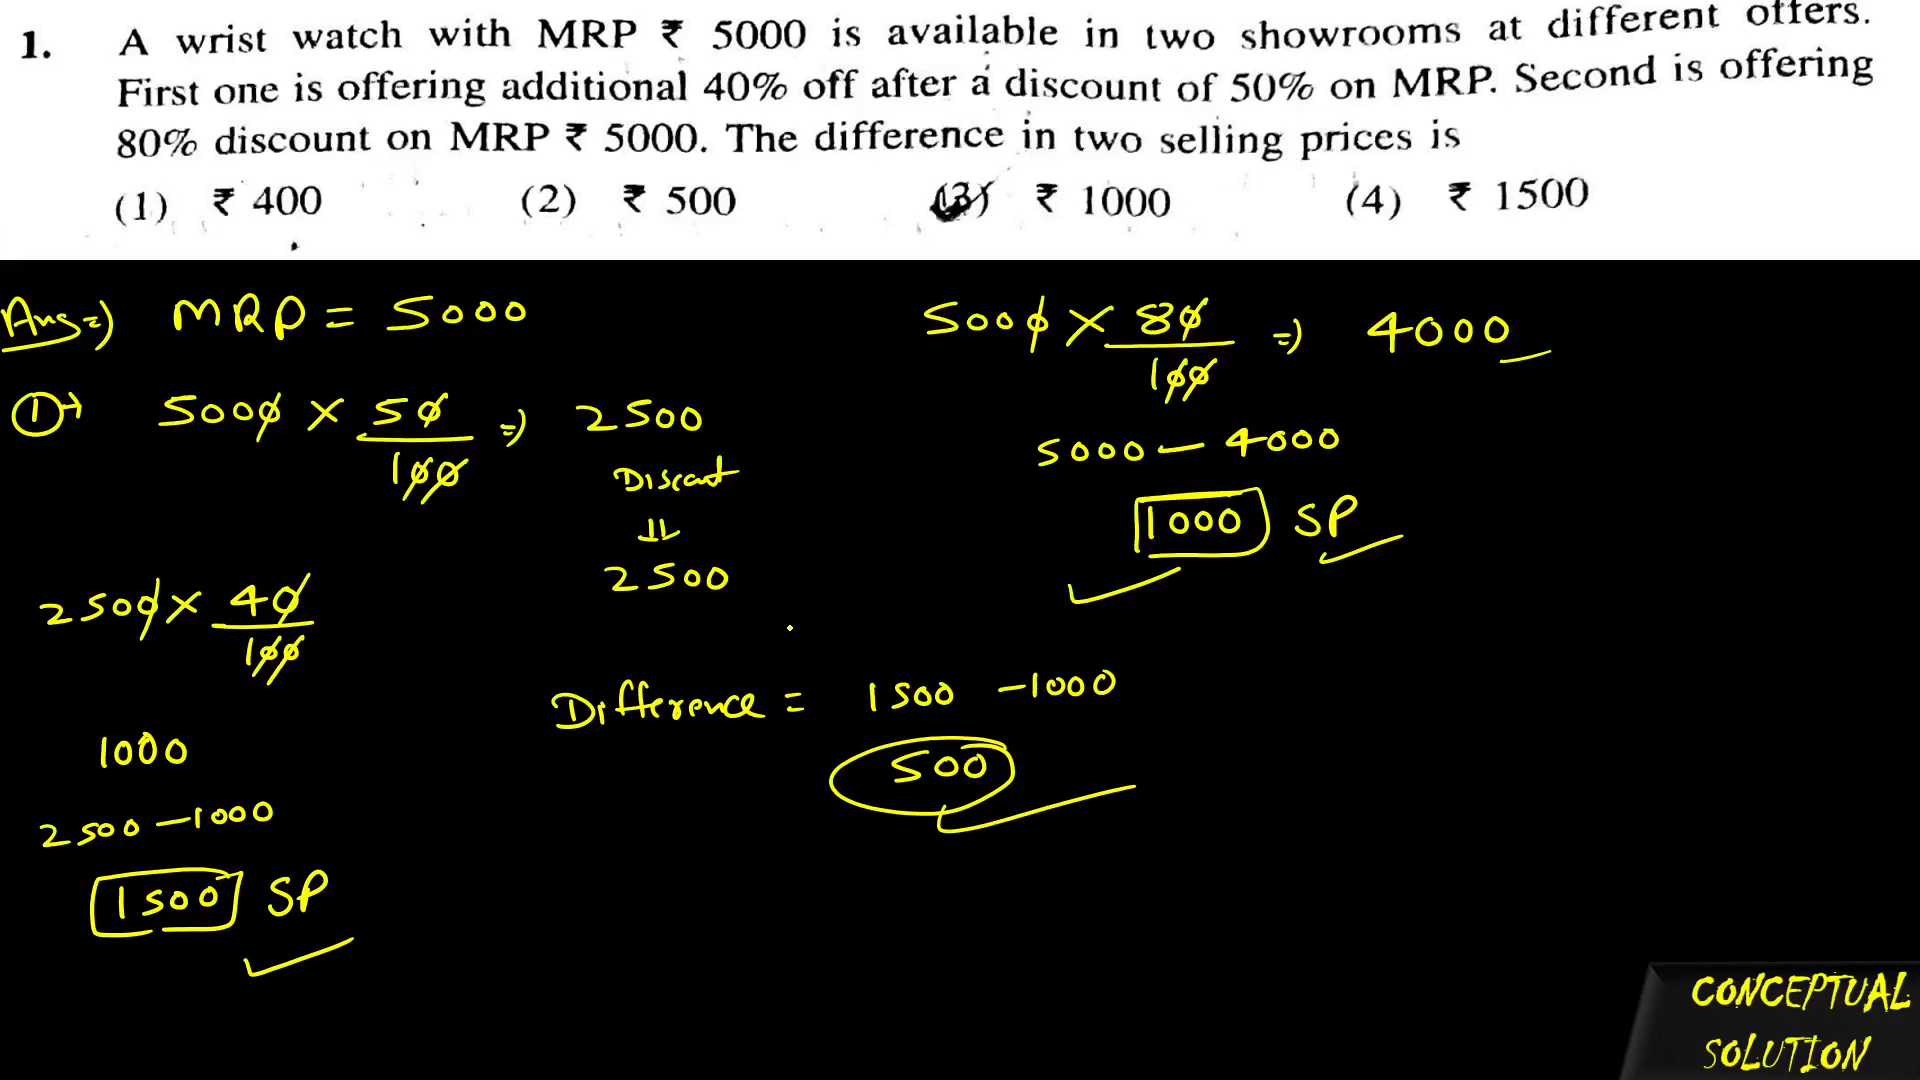 1. A wrist watch with MRP ₹ 5000 is available in two showrooms at different offers.
First one is offering additional 40% off after a discount of 50% on MRP. Second is offering
80% discount on MRP ₹ 5000. The difference in two selling prices is
(1) ₹ 400 (2) ₹ 500 (3) ₹ 1000 (4) ₹ 1500
Ans=) MRP = 5000
① → 5000 × 50/100 =) 2500
Discount
2500
2500 × 40/100
1000
2500 - 1000
1500 SP
5000 × 80/100 =) 4000
5000 - 4000
1000 SP
Difference = 1500 - 1000
500
CONCEPTUAL
SOLUTION